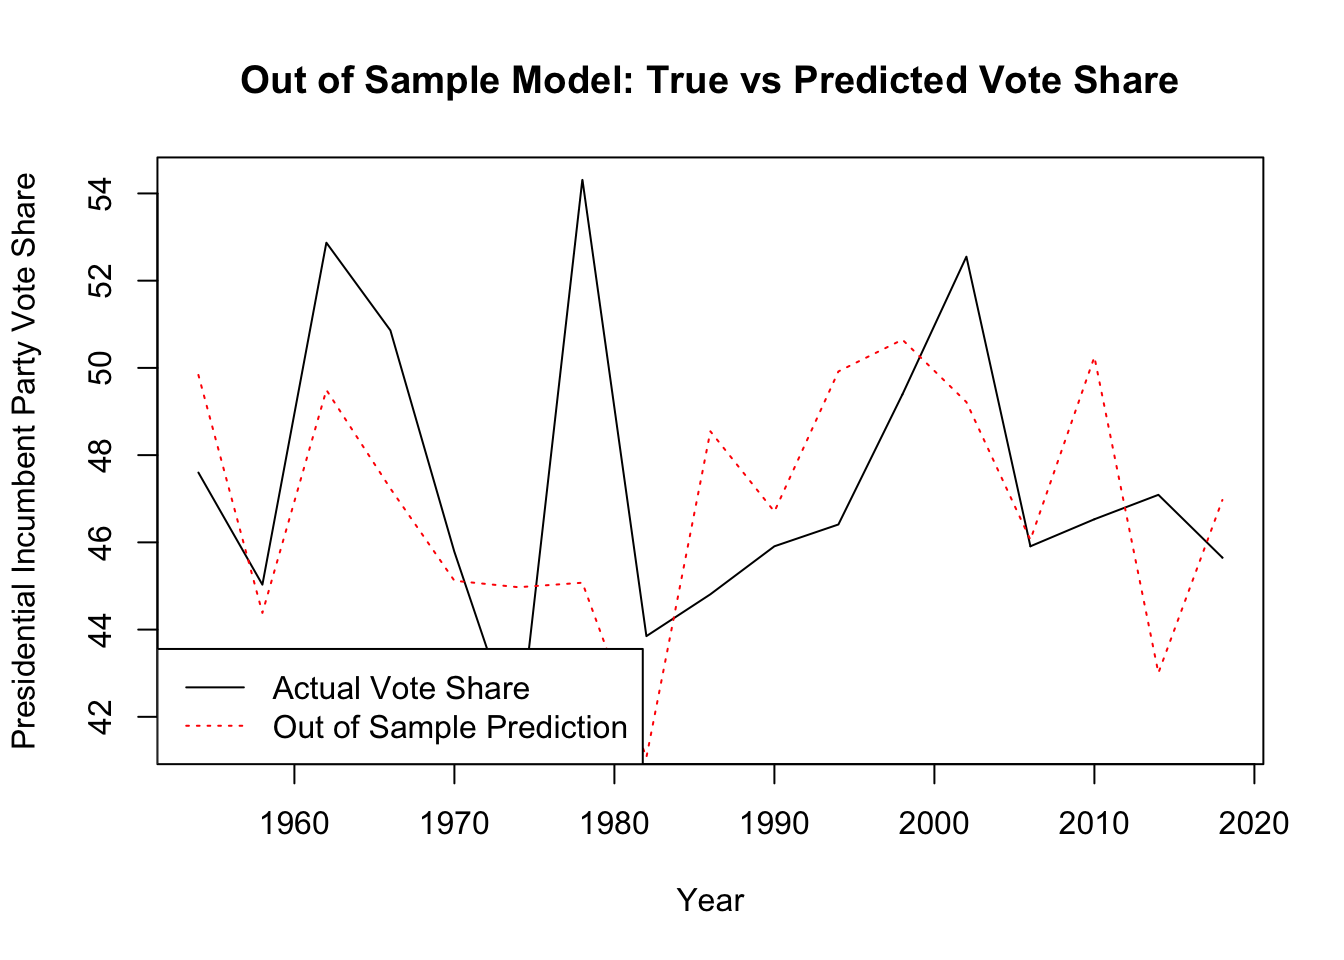 Out of Sample Model: True vs Predicted Vote Share
Presidential Incumbent Party Vote Share
54
52
50
48
46
44
42
Actual Vote Share
Out of Sample Prediction
1960 1970 1980 1990 2000 2010 2020
Year